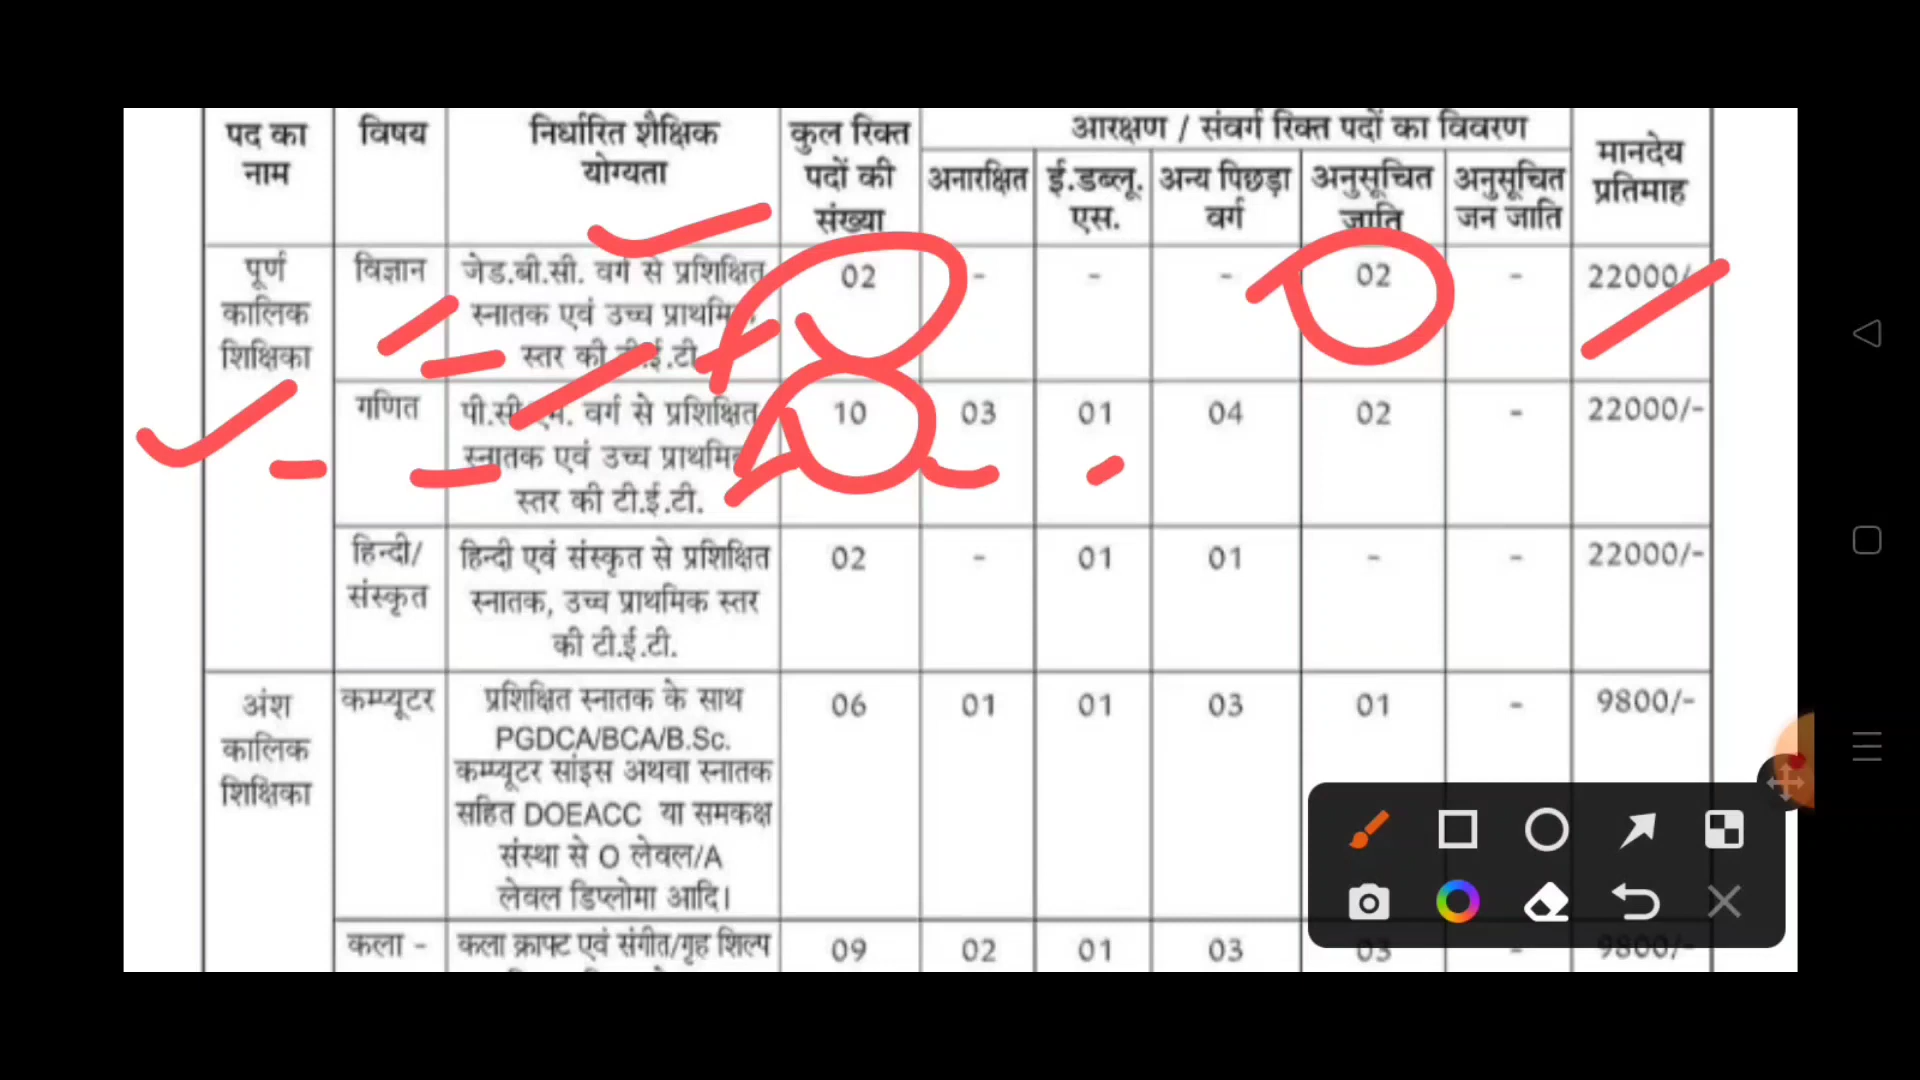 पद का नाम
विषय
निर्धारित शैक्षिक योग्यता
कुल रिक्त पदों की संख्या
आरक्षण / संवर्ग रिक्त पदों का विवरण
अनारक्षित
ई.डब्लू. एस.
अन्य पिछड़ा वर्ग
अनुसूचित जाति
अनुसूचित जन जाति
मानदेय प्रतिमाह
पूर्ण कालिक शिक्षिका
विज्ञान
जेड.बी.सी. वर्ग से प्रशिक्षित
स्नातक एवं उच्च प्राथमिक
स्तर की टी.ई.टी.
02 - - - 02 - 22000/-
गणित
पी.सी.एम. वर्ग से प्रशिक्षित
स्नातक एवं उच्च प्राथमिक
स्तर की टी.ई.टी.
10 03 01 04 02 - 22000/-
हिन्दी/
संस्कृत
हिन्दी एवं संस्कृत से प्रशिक्षित
स्नातक, उच्च प्राथमिक स्तर
की टी.ई.टी.
02 - 01 01 - - 22000/-
अंश कालिक शिक्षिका
कम्प्यूटर
प्रशिक्षित स्नातक के साथ
PGDCA/BCA/B.Sc.
कम्प्यूटर सांइस अथवा स्नातक
सहित DOEACC या समकक्ष
संस्था से O लेवल/A
लेवल डिप्लोमा आदि।
06 01 01 03 01 - 9800/-
कला -
कला क्राफ्ट एवं संगीत/गृह शिल्प
09 02 01 03 03 - 9800/-